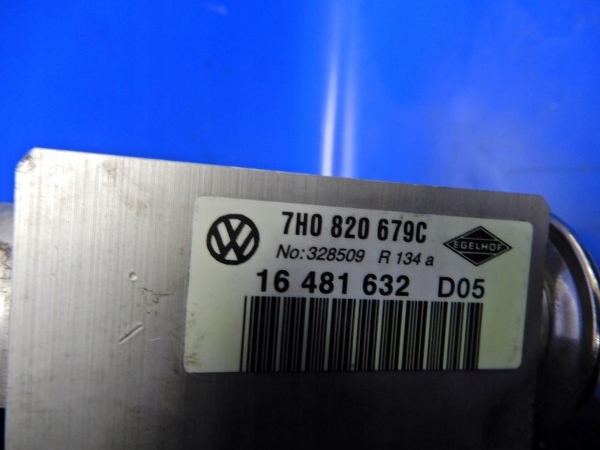 7H0 820 679C
EGELHOF
No:328509 R 134 a
16 481 632 D05